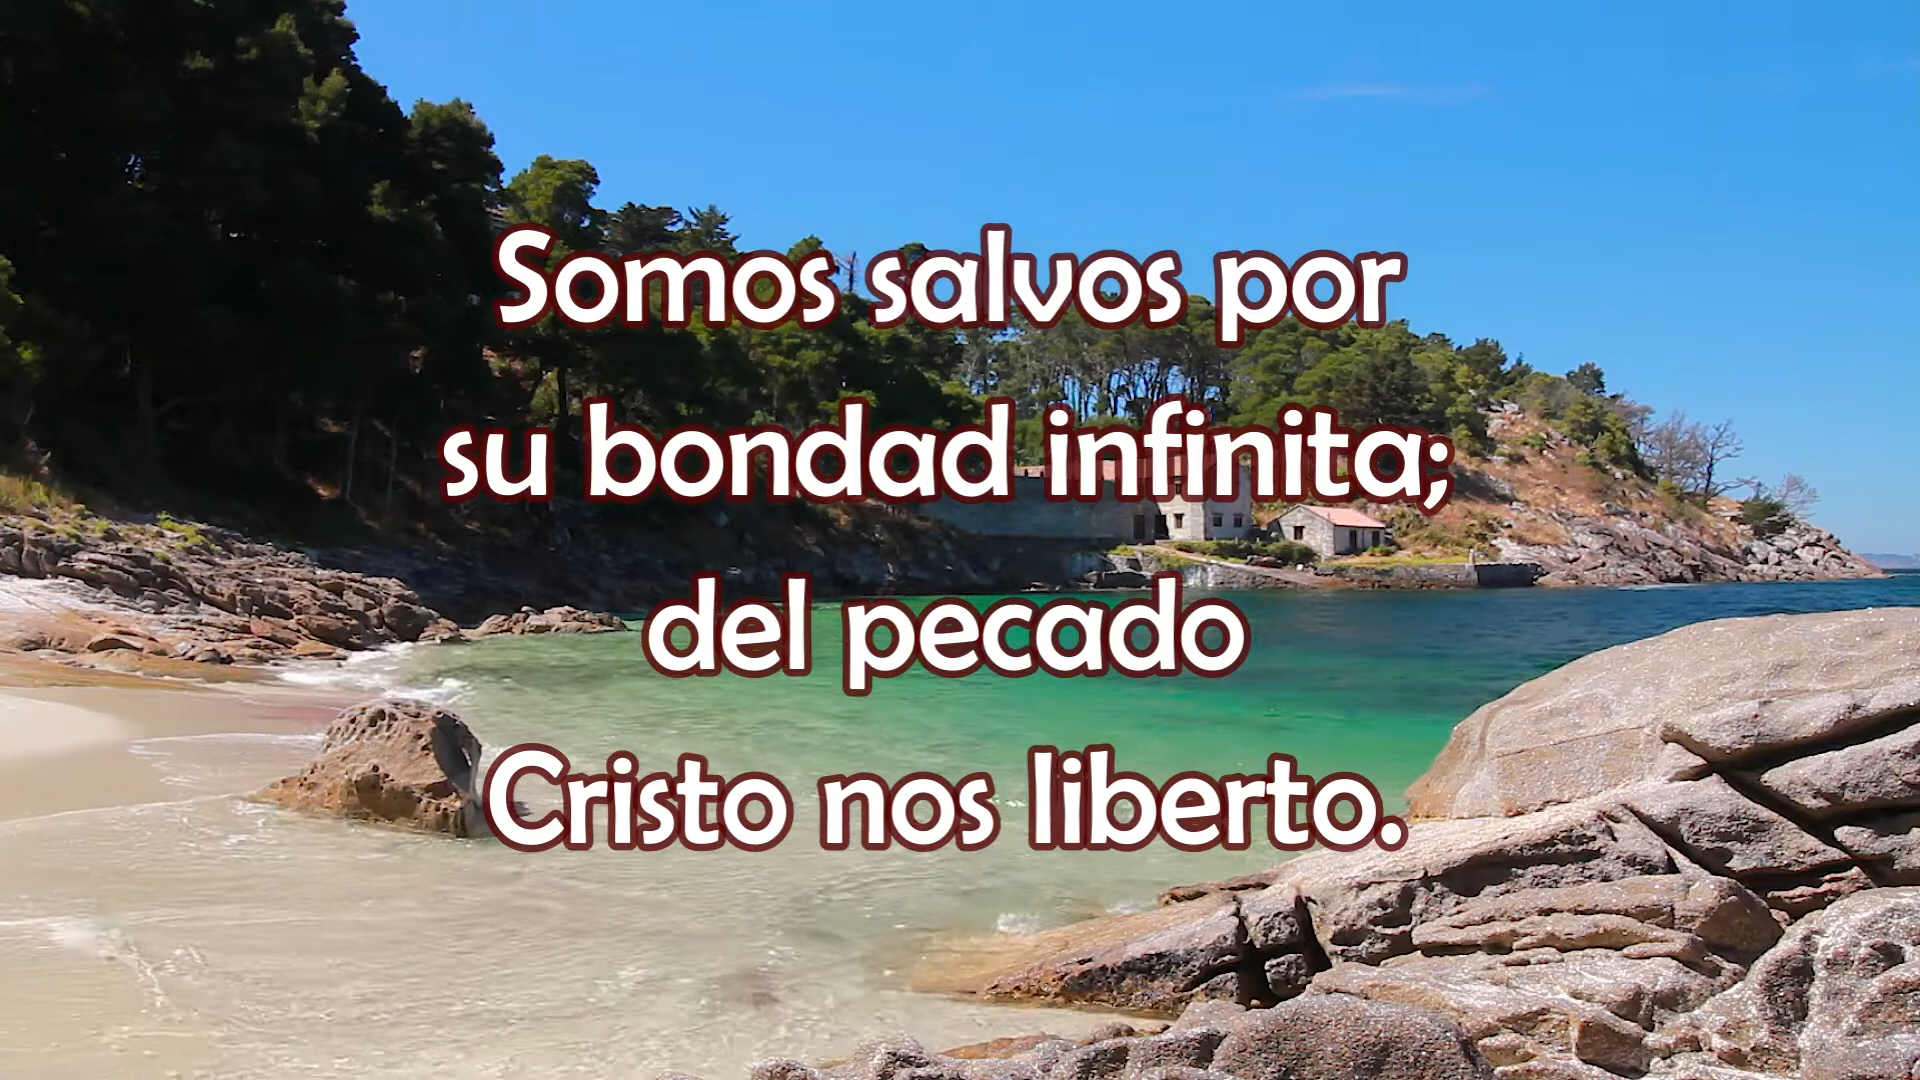 Somos salvos por
su bondad infinita;
del pecado
Cristo nos liberto.